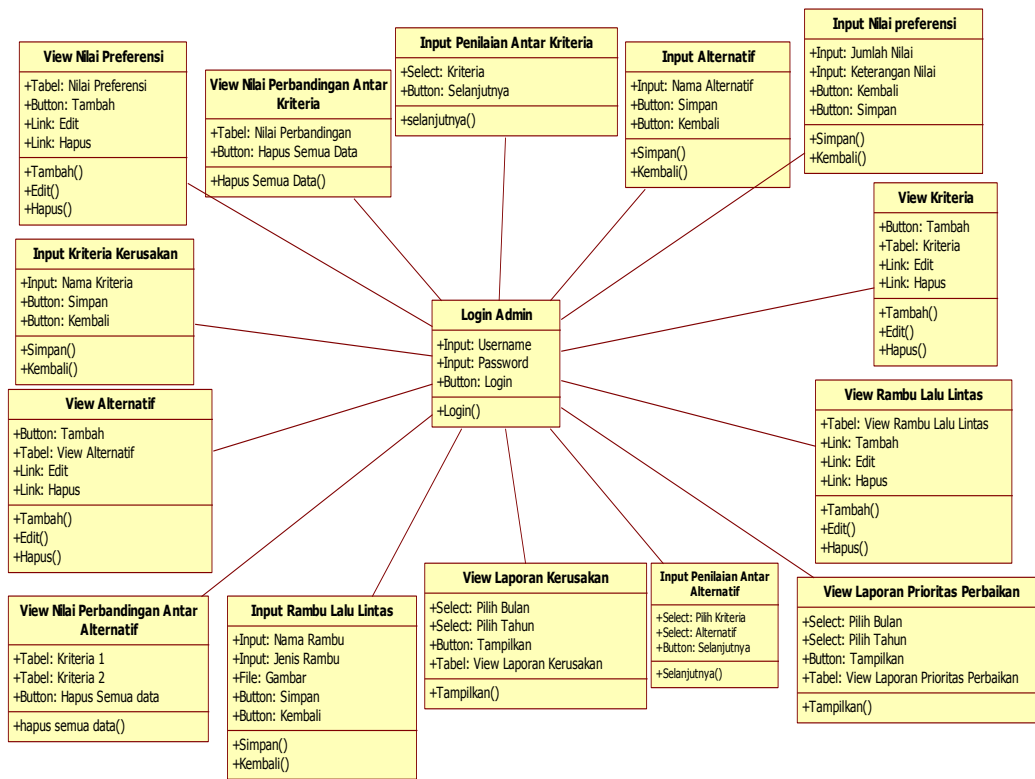 View Nilai Preferensi
+Tabel: Nilai Preferensi
+Button: Tambah
+Link: Edit
+Link: Hapus
+Tambah()
+Edit()
+Hapus()
View Nilai Perbandingan Antar
Kriteria
+Tabel: Nilai Perbandingan
+Button: Hapus Semua Data
+Hapus Semua Data()
Input Penilaian Antar Kriteria
+Select: Kriteria
+Button: Selanjutnya
+selanjutnya()
Input Alternatif
+Input: Nama Alternatif
+Button: Simpan
+Button: Kembali
+Simpan()
+Kembali()
Input Nilai preferensi
+Input: Jumlah Nilai
+Input: Keterangan Nilai
+Button: Kembali
+Button: Simpan
+Simpan()
+Kembali()
View Kriteria
+Button: Tambah
+Tabel: Kriteria
+Link: Edit
+Link: Hapus
+Tambah()
+Edit()
+Hapus()
Input Kriteria Kerusakan
+Input: Nama Kriteria
+Button: Simpan
+Button: Kembali
+Simpan()
+Kembali()
Login Admin
+Input: Username
+Input: Password
+Button: Login
+Login()
View Alternatif
+Button: Tambah
+Tabel: View Alternatif
+Link: Edit
+Link: Hapus
+Tambah()
+Edit()
+Hapus()
View Rambu Lalu Lintas
+Tabel: View Rambu Lalu Lintas
+Link: Tambah
+Link: Edit
+Link: Hapus
+Tambah()
+Edit()
+Hapus()
View Nilai Perbandingan Antar
Alternatif
+Tabel: Kriteria 1
+Tabel: Kriteria 2
+Button: Hapus Semua data
+hapus semua data()
Input Rambu Lalu Lintas
+Input: Nama Rambu
+Input: Jenis Rambu
+File: Gambar
+Button: Simpan
+Button: Kembali
+Simpan()
+Kembali()
View Laporan Kerusakan
+Select: Pilih Bulan
+Select: Pilih Tahun
+Button: Tampilkan
+Tabel: View Laporan Kerusakan
+Tampilkan()
Input Penilaian Antar
Alternatif
+Select: Pilih Kriteria
+Select: Alternatif
+Button: Selanjutnya
+Selanjutnya()
View Laporan Prioritas Perbaikan
+Select: Pilih Bulan
+Select: Pilih Tahun
+Button: Tampilkan
+Tabel: View Laporan Prioritas Perbaikan
+Tampilkan()